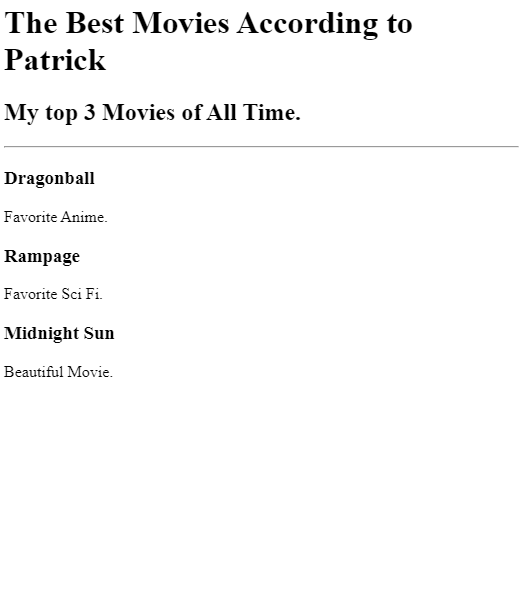 The Best Movies According to
Patrick
My top 3 Movies of All Time.
Dragonball
Favorite Anime.
Rampage
Favorite Sci Fi.
Midnight Sun
Beautiful Movie.